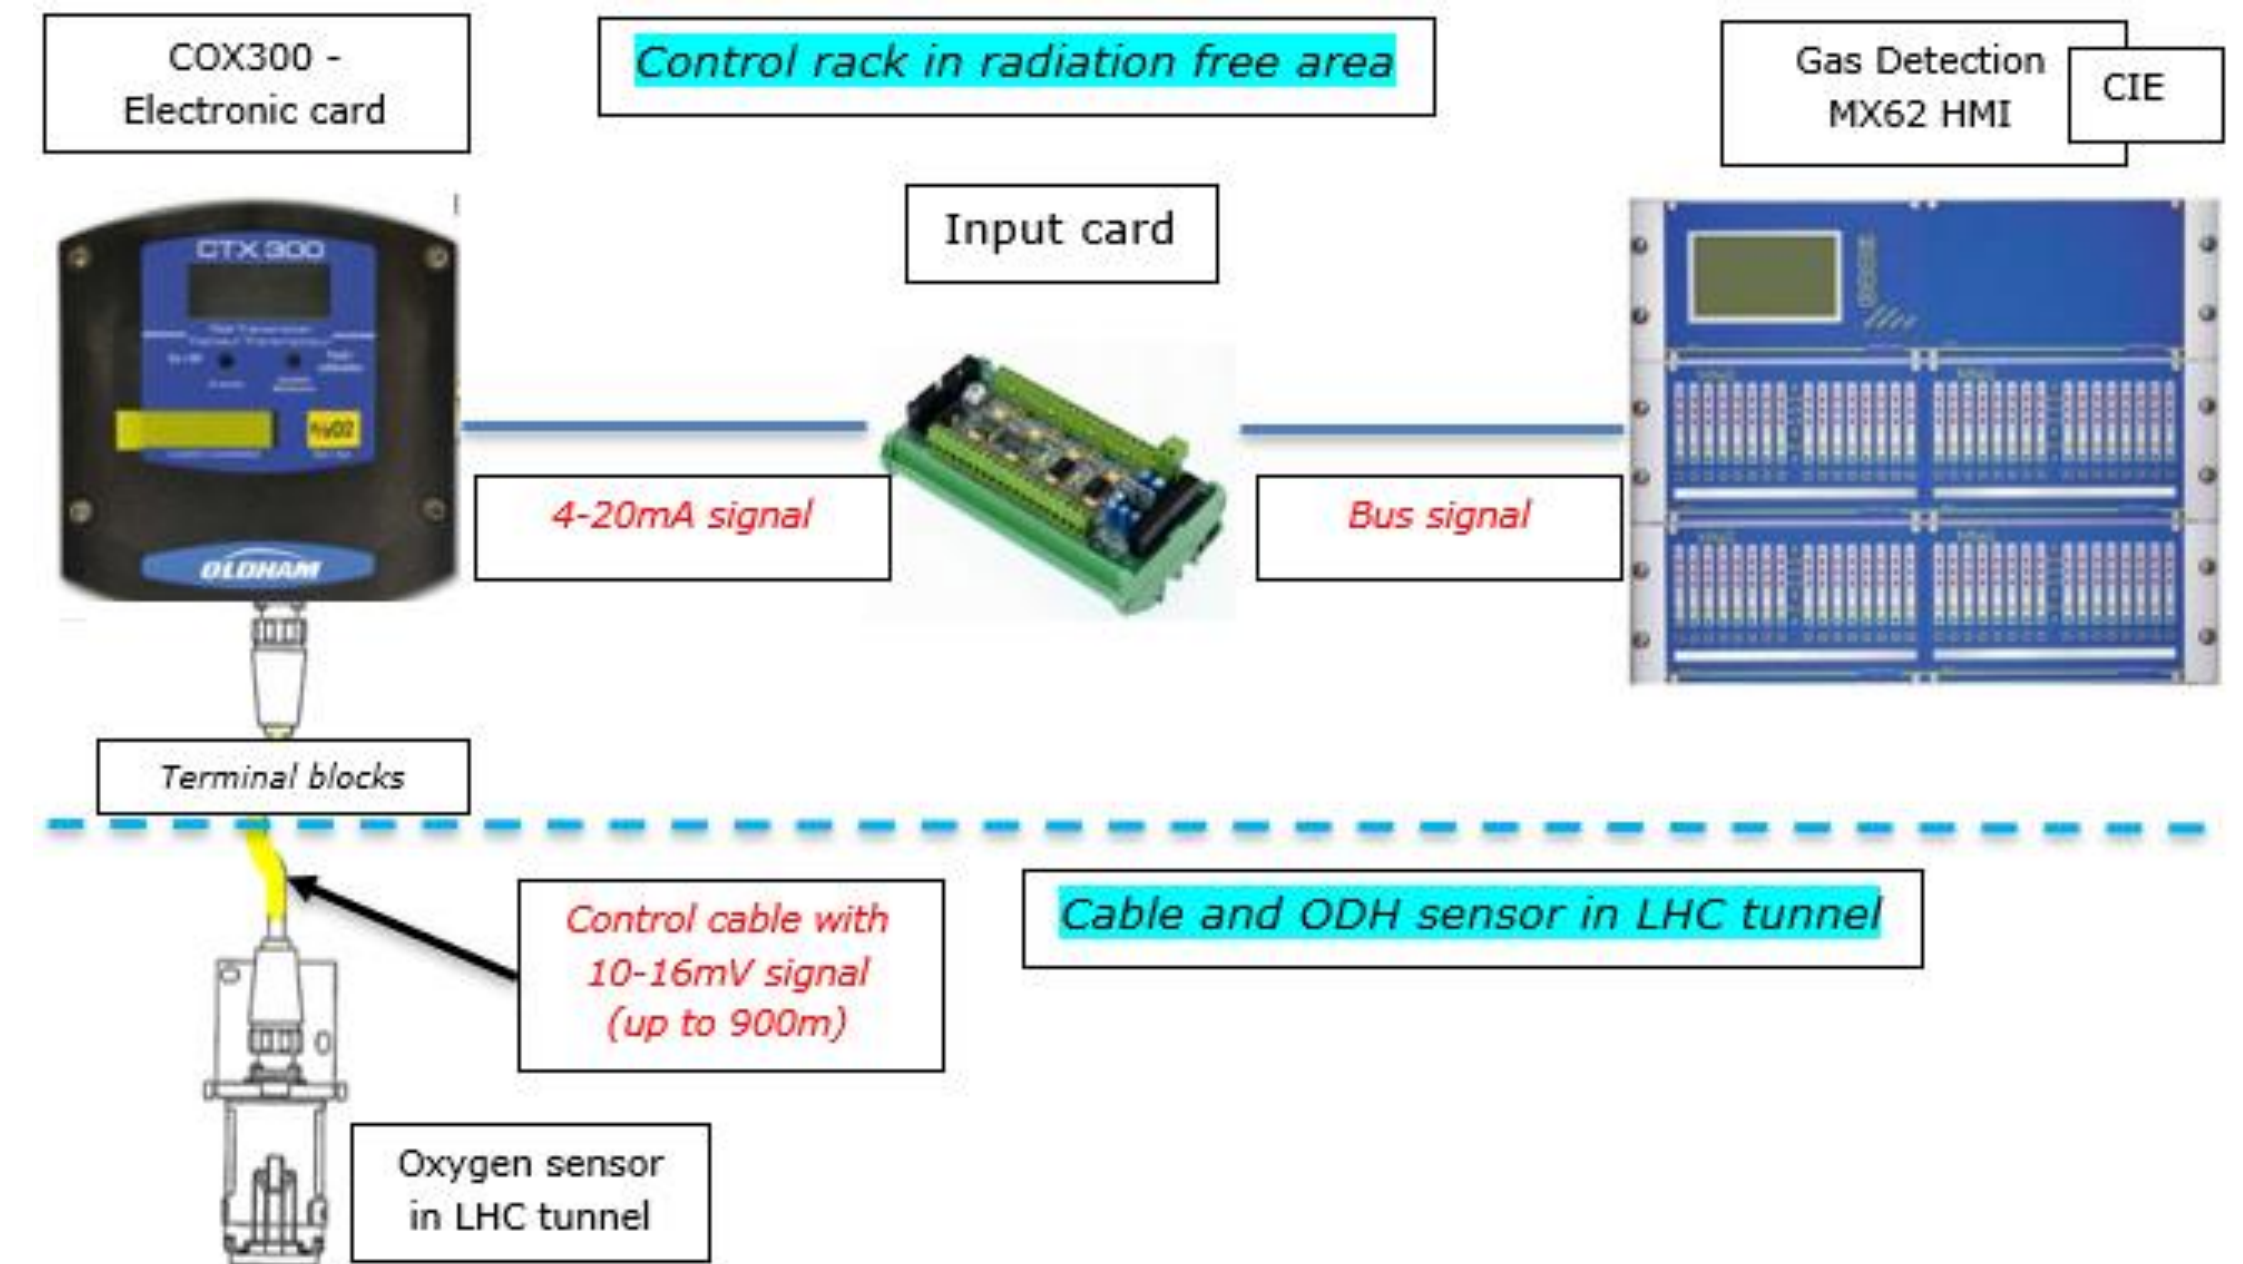 COX300 -
Electronic card
Control rack in radiation free area
Gas Detection
MX62 HMI
CIE
Input card
CTX 300
%O2
OLDHAM
4-20mA signal
Bus signal
Terminal blocks
Control cable with
10-16mV signal
(up to 900m)
Cable and ODH sensor in LHC tunnel
Oxygen sensor
in LHC tunnel